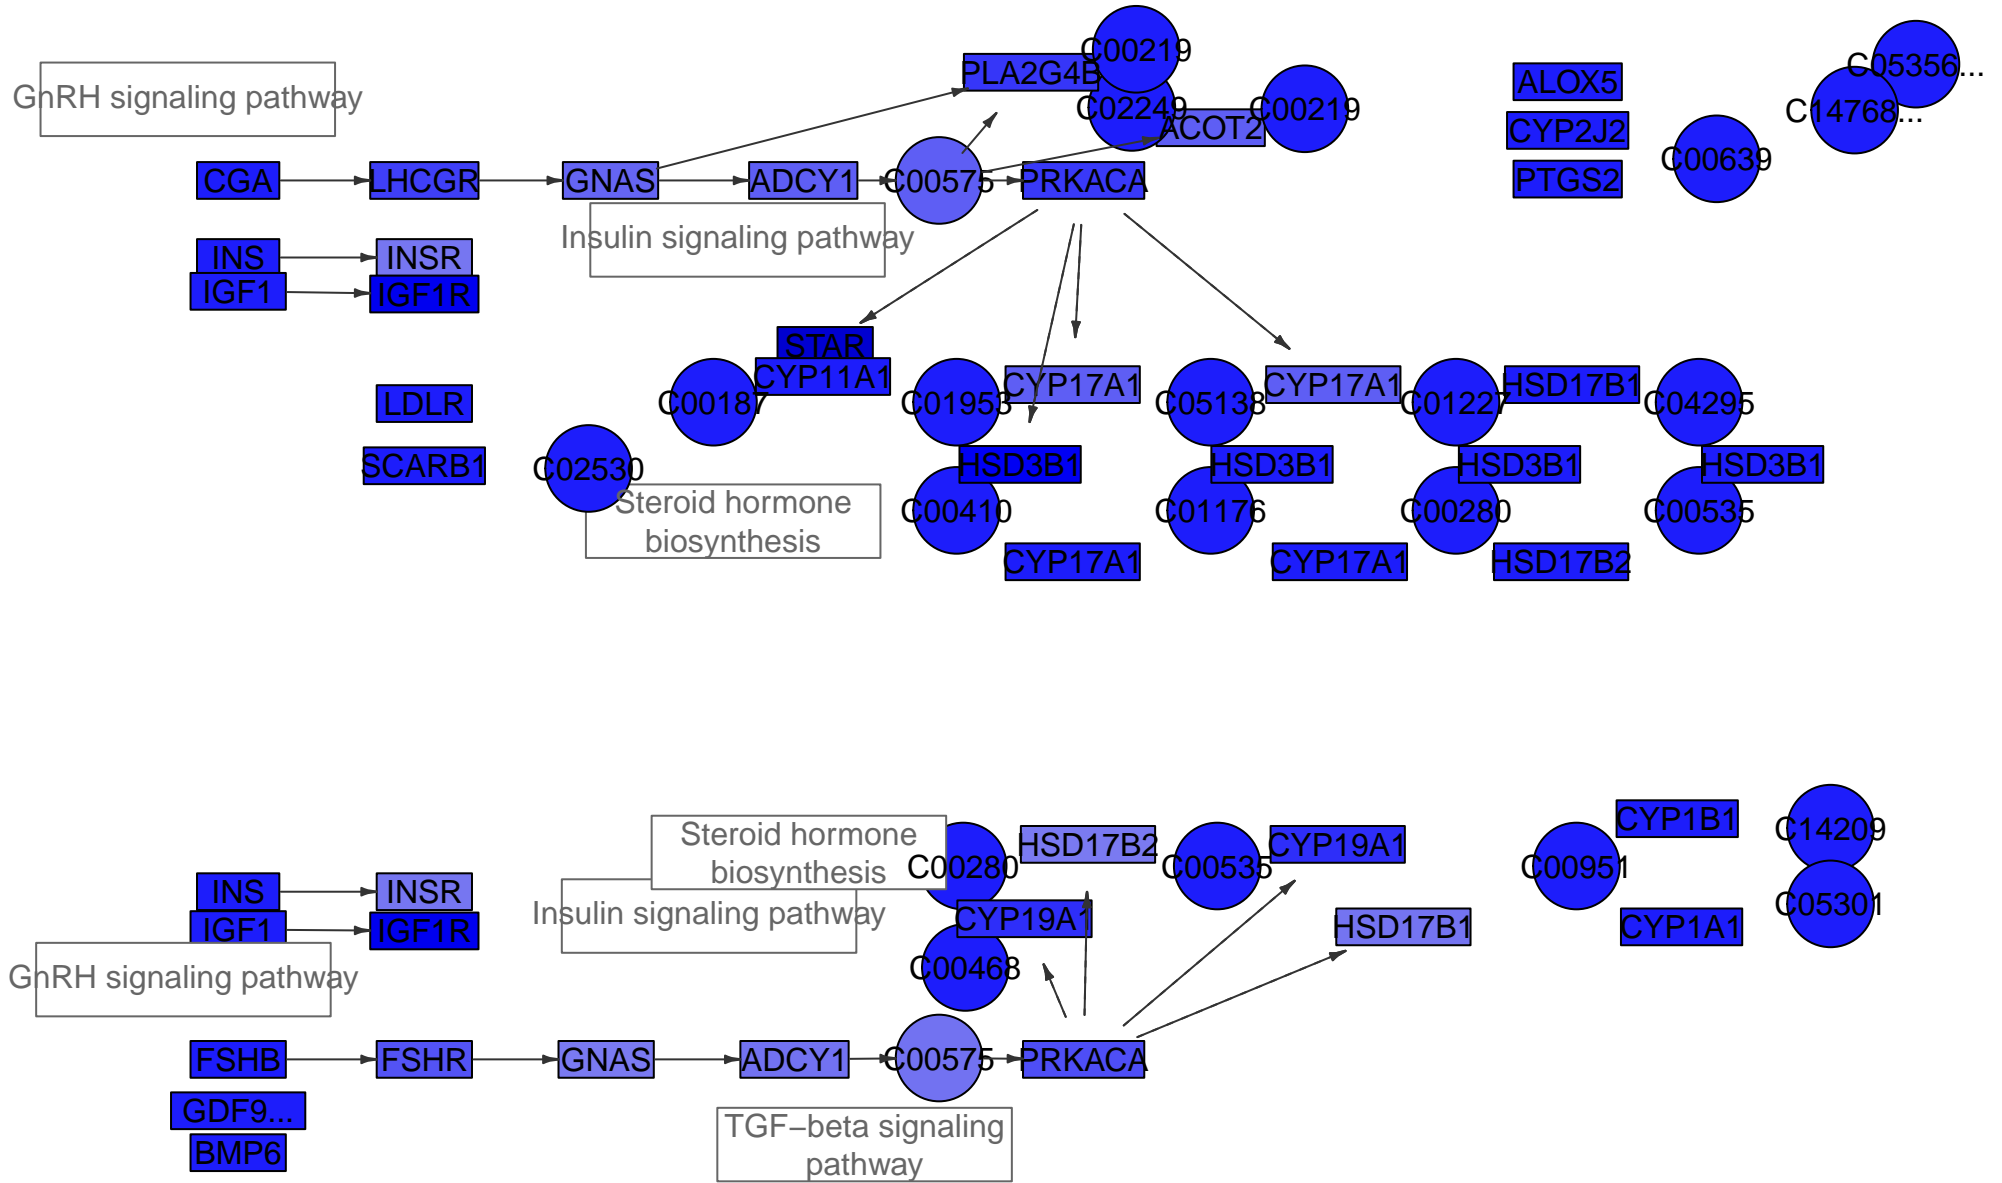 C00219
C05356...
PLA2G4B
ALOX5
GnRH signaling pathway
C02249
C00219
C14768...
ACOT2
CYP2J2
C00639
CGA
LHCGR
GNAS
ADCY1
C00575
PRKACA
PTGS2
Insulin signaling pathway
INS
INSR
IGF1
IGF1R
STAR
CYP11A1
CYP17A1
CYP17A1
HSD17B1
LDLR
C00187
C01953
C05138
C01227
C04295
SCARB1
C02530
HSD3B1
HSD3B1
HSD3B1
HSD3B1
Steroid hormone
biosynthesis
C00410
C01176
C00280
C00535
CYP17A1
CYP17A1
HSD17B2
Steroid hormone
biosynthesis
C00280
HSD17B2
C00535
CYP19A1
C00951
CYP1B1
C14209
INS
INSR
Insulin signaling pathway
CYP19A1
HSD17B1
CYP1A1
C05301
IGF1
IGF1R
GnRH signaling pathway
C00468
FSHB
FSHR
GNAS
ADCY1
C00575
PRKACA
GDF9...
BMP6
TGF−beta signaling
pathway